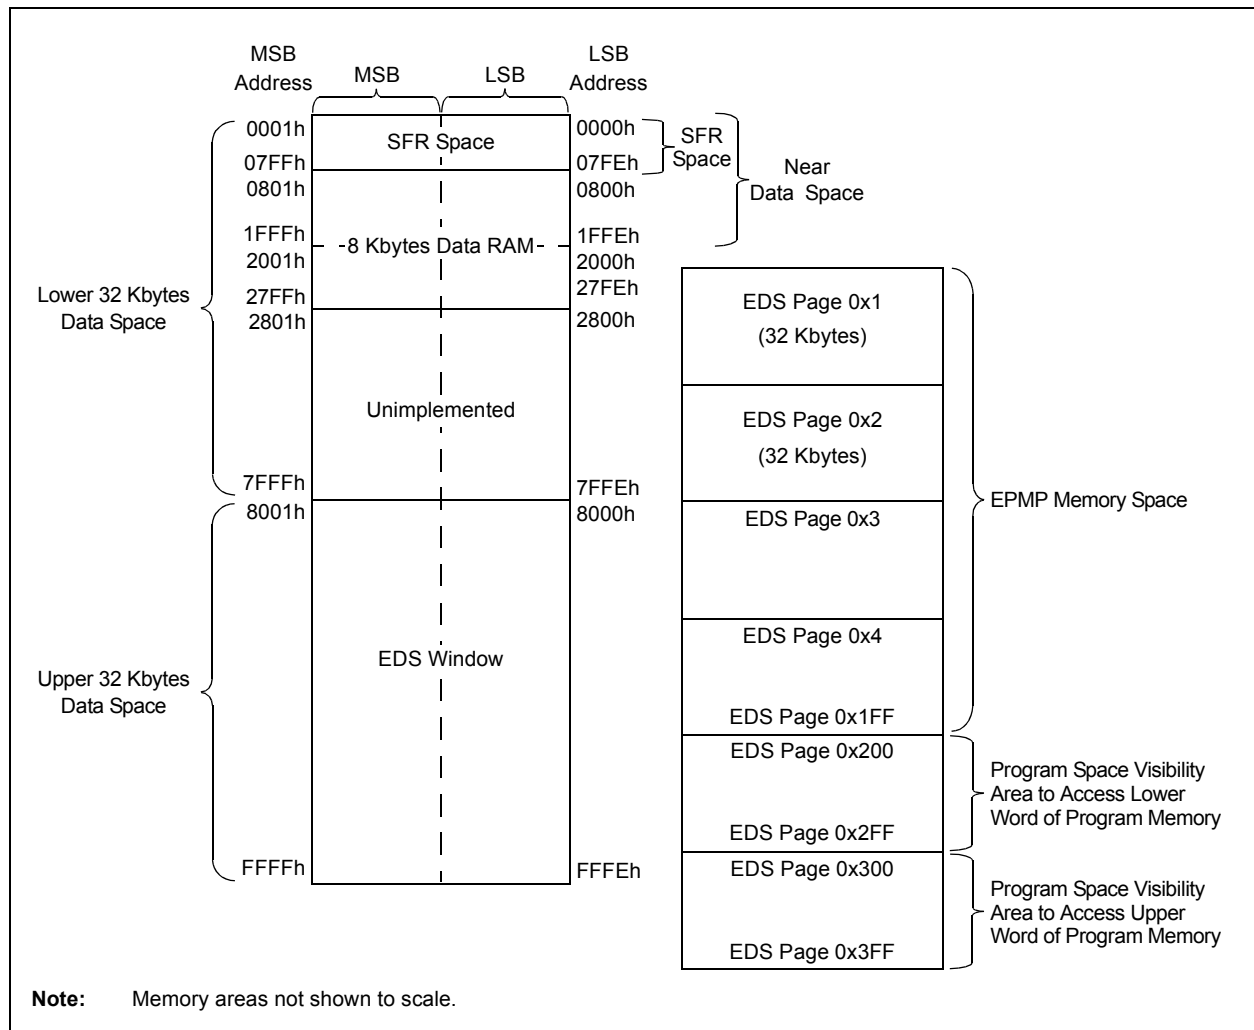 MSB
Address
MSB
LSB
LSB
Address
0001h
SFR Space
0000h
SFR
Space
07FFh
07FEh
0801h
0800h
Near
Data Space
1FFFh
8 Kbytes Data RAM
1FFEh
2001h
2000h
27FFh
27FEh
2801h
2800h
Lower 32 Kbytes
Data Space
Unimplemented
7FFFh
7FFEh
8001h
8000h
EDS Window
Upper 32 Kbytes
Data Space
FFFFh
FFFEh
EDS Page 0x1
(32 Kbytes)
EDS Page 0x2
(32 Kbytes)
EDS Page 0x3
EDS Page 0x4
EDS Page 0x1FF
EPMP Memory Space
EDS Page 0x200
EDS Page 0x2FF
Program Space Visibility
Area to Access Lower
Word of Program Memory
EDS Page 0x300
EDS Page 0x3FF
Program Space Visibility
Area to Access Upper
Word of Program Memory
Note: Memory areas not shown to scale.